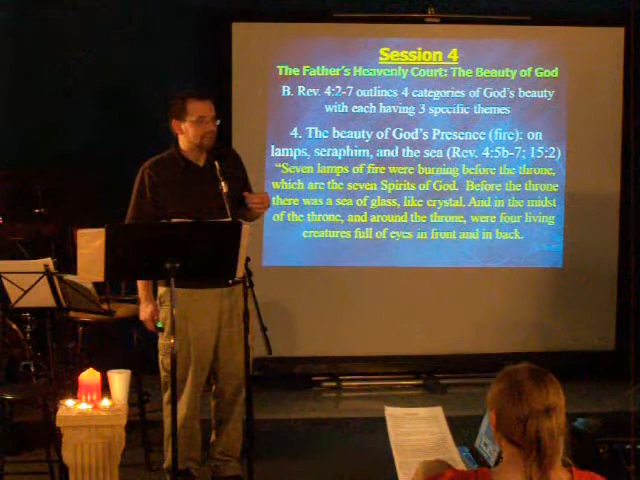 Session 4
The Father's Heavenly Court: The Beauty of God
B. Rev. 4:2-7 outlines 4 categories of God's beauty
with each having 3 specific themes
4. The beauty of God's Presence (fire): on
lamps, seraphim, and the sea (Rev. 4:5b-7; 15:2)
"Seven lamps of fire were burning before the throne,
which are the seven Spirits of God. Before the throne
there was a sea of glass, like crystal. And in the midst
of the throne, and around the throne, were four living
creatures full of eyes in front and in back.